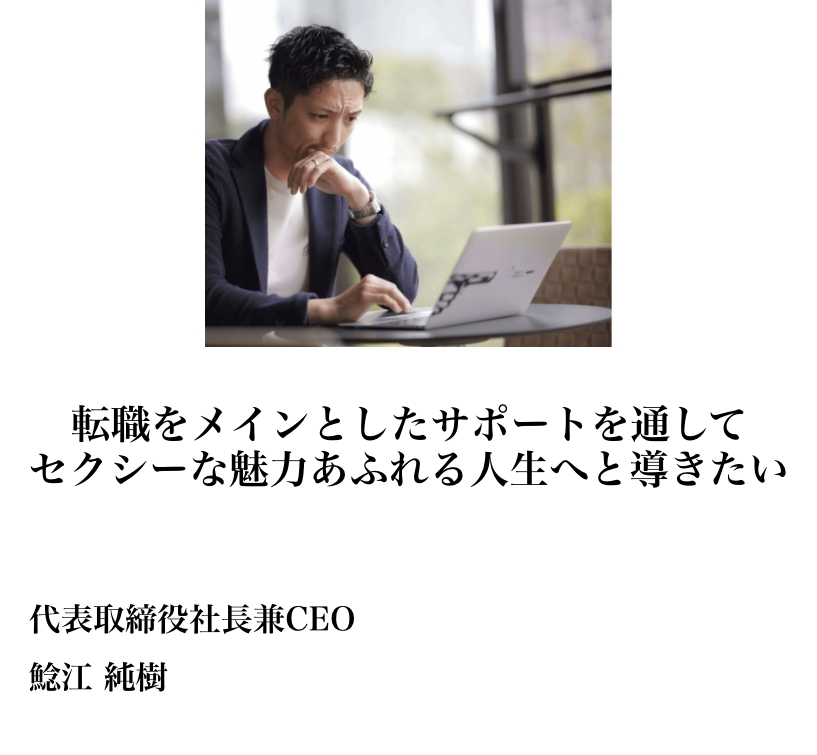 転職をメインとしたサポートを通して
セクシーな魅力あふれる人生へと導きたい
代表取締役社長兼CEO
鯰江 純樹